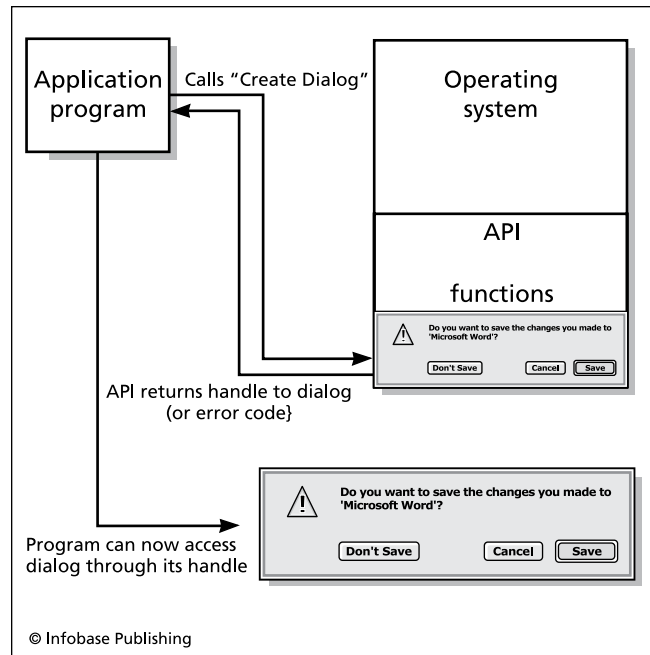 Application
program
Calls “Create Dialog”
Operating
system
API
functions
Do you want to save the changes you made to
'Microsoft Word'?
Don't Save
Cancel
Save
API returns handle to dialog
(or error code}
Do you want to save the changes you made to
'Microsoft Word'?
Don't Save
Cancel
Save
Program can now access
dialog through its handle
© Infobase Publishing